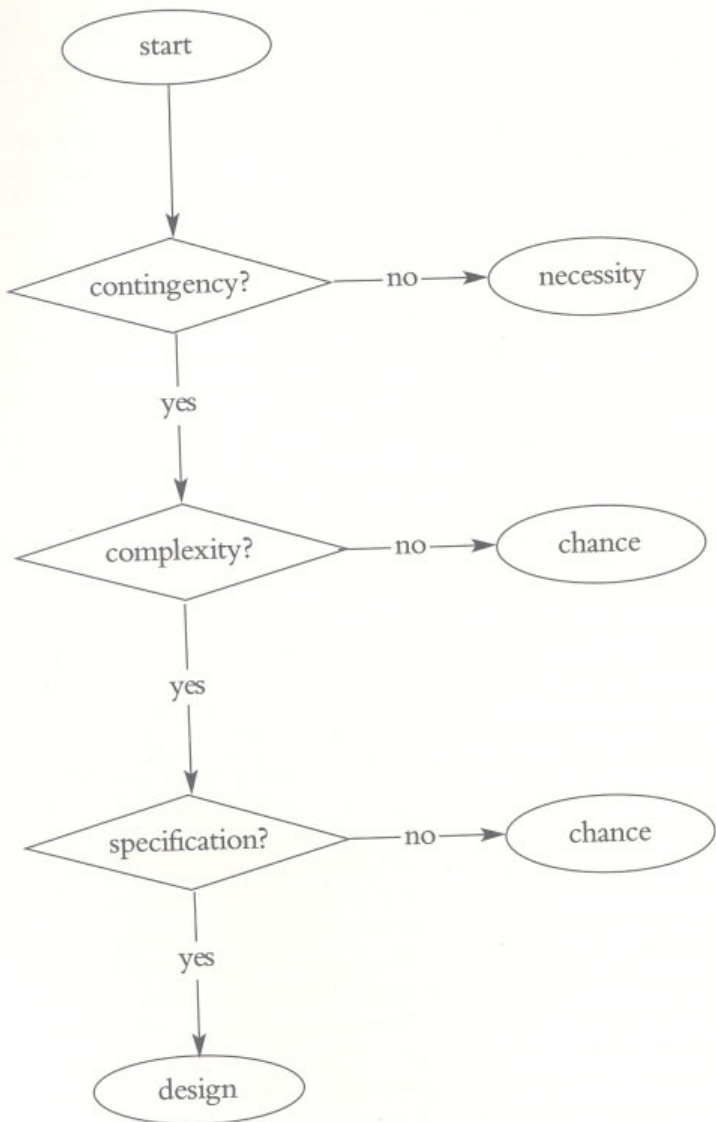 start
contingency?
no
necessity
yes
complexity?
no
chance
yes
specification?
no
chance
yes
design